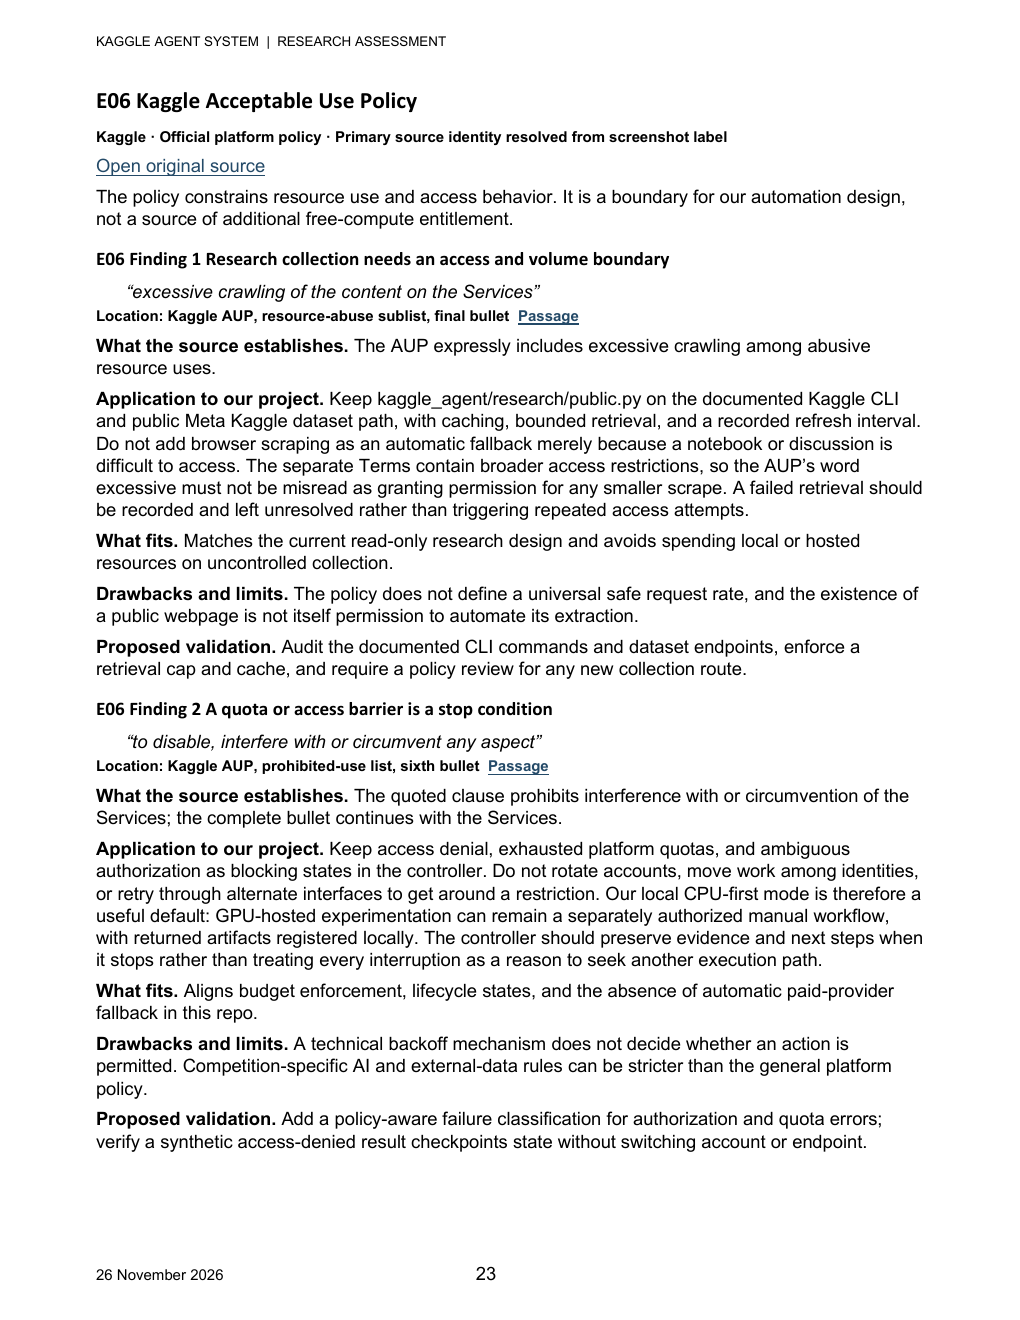 KAGGLE AGENT SYSTEM | RESEARCH ASSESSMENT
E06 Kaggle Acceptable Use Policy
Kaggle · Official platform policy · Primary source identity resolved from screenshot label
Open original source
The policy constrains resource use and access behavior. It is a boundary for our automation design,
not a source of additional free-compute entitlement.
E06 Finding 1 Research collection needs an access and volume boundary
“excessive crawling of the content on the Services”
Location: Kaggle AUP, resource-abuse sublist, final bullet Passage
What the source establishes. The AUP expressly includes excessive crawling among abusive
resource uses.
Application to our project. Keep kaggle_agent/research/public.py on the documented Kaggle CLI
and public Meta Kaggle dataset path, with caching, bounded retrieval, and a recorded refresh interval.
Do not add browser scraping as an automatic fallback merely because a notebook or discussion is
difficult to access. The separate Terms contain broader access restrictions, so the AUP’s word
excessive must not be misread as granting permission for any smaller scrape. A failed retrieval should
be recorded and left unresolved rather than triggering repeated access attempts.
What fits. Matches the current read-only research design and avoids spending local or hosted
resources on uncontrolled collection.
Drawbacks and limits. The policy does not define a universal safe request rate, and the existence of
a public webpage is not itself permission to automate its extraction.
Proposed validation. Audit the documented CLI commands and dataset endpoints, enforce a
retrieval cap and cache, and require a policy review for any new collection route.
E06 Finding 2 A quota or access barrier is a stop condition
“to disable, interfere with or circumvent any aspect”
Location: Kaggle AUP, prohibited-use list, sixth bullet Passage
What the source establishes. The quoted clause prohibits interference with or circumvention of the
Services; the complete bullet continues with the Services.
Application to our project. Keep access denial, exhausted platform quotas, and ambiguous
authorization as blocking states in the controller. Do not rotate accounts, move work among identities,
or retry through alternate interfaces to get around a restriction. Our local CPU-first mode is therefore a
useful default: GPU-hosted experimentation can remain a separately authorized manual workflow,
with returned artifacts registered locally. The controller should preserve evidence and next steps when
it stops rather than treating every interruption as a reason to seek another execution path.
What fits. Aligns budget enforcement, lifecycle states, and the absence of automatic paid-provider
fallback in this repo.
Drawbacks and limits. A technical backoff mechanism does not decide whether an action is
permitted. Competition-specific AI and external-data rules can be stricter than the general platform
policy.
Proposed validation. Add a policy-aware failure classification for authorization and quota errors;
verify a synthetic access-denied result checkpoints state without switching account or endpoint.
26 November 2026
23